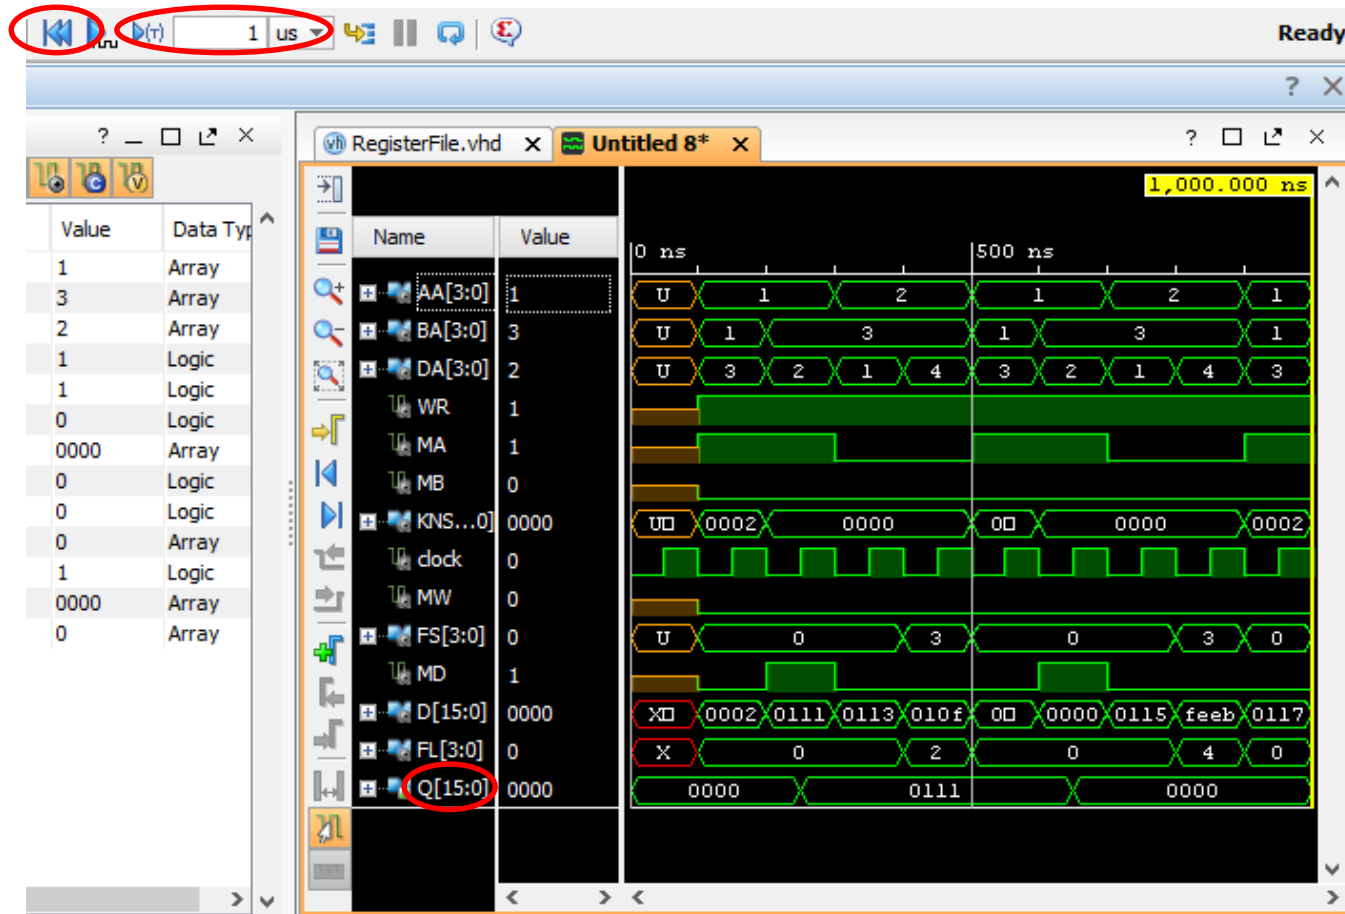 (T) 1 us Ready
? ×
? _ □ ×
RegisterFile.vhd × Untitled 8* × ? □ ×
C V
1,000.000 ns
Value Data Typ
Name Value
0 ns 500 ns
1 Array
3 Array
2 Array
1 Logic
1 Logic
0 Logic
0000 Array
0 Logic
0 Logic
0 Array
1 Logic
0000 Array
0 Array
AA[3:0] 1 U 1 2 1 2 1
BA[3:0] 3 U 1 3 1 3 1
DA[3:0] 2 U 3 2 1 4 3 2 1 4 3
WR 1
MA 1
MB 0
KNS...0] 0000 U□ 0002 0000 0□ 0000 0002
clock 0
MW 0
FS[3:0] 0 U 0 3 0 3 0
MD 1
D[15:0] 0000 X□ 0002 0111 0113 010f 0□ 0000 0115 feeb 0117
FL[3:0] 0 X 0 2 0 4 0
Q[15:0] 0000 0000 0111 0000